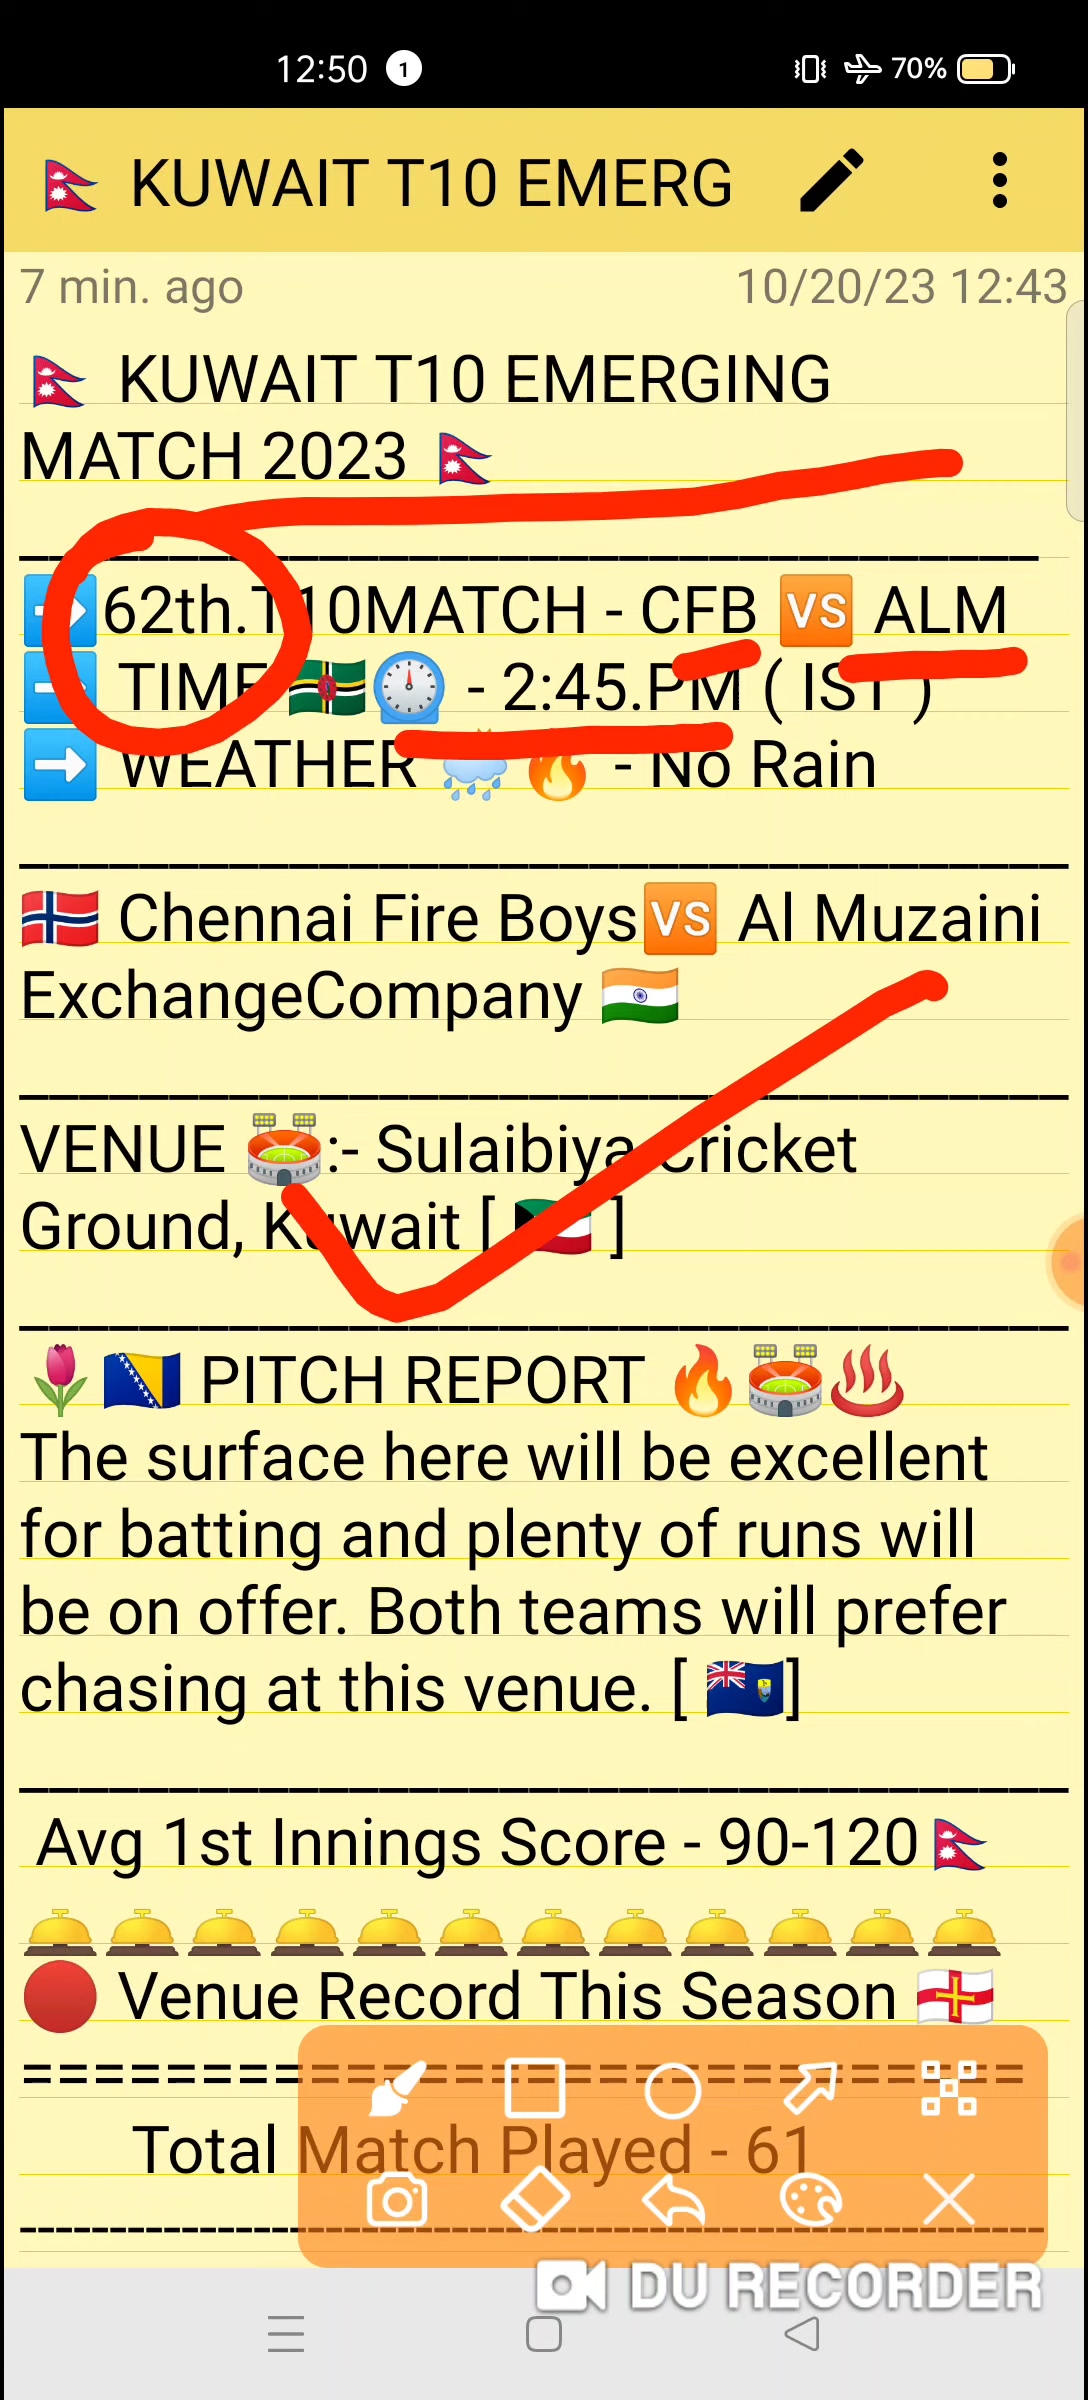 12:50 1 70%
KUWAIT T10 EMERG
7 min. ago 10/20/23 12:43
KUWAIT T10 EMERGING
MATCH 2023
62th.T10MATCH - CFB VS ALM
TIME - 2:45.PM ( IST )
WEATHER - No Rain
Chennai Fire Boys VS Al Muzaini
ExchangeCompany
VENUE :- Sulaibiya Cricket
Ground, Kuwait [ ]
PITCH REPORT
The surface here will be excellent
for batting and plenty of runs will
be on offer. Both teams will prefer
chasing at this venue. [ ]
Avg 1st Innings Score - 90-120
Venue Record This Season
============================
Total Match Played - 61
DU RECORDER